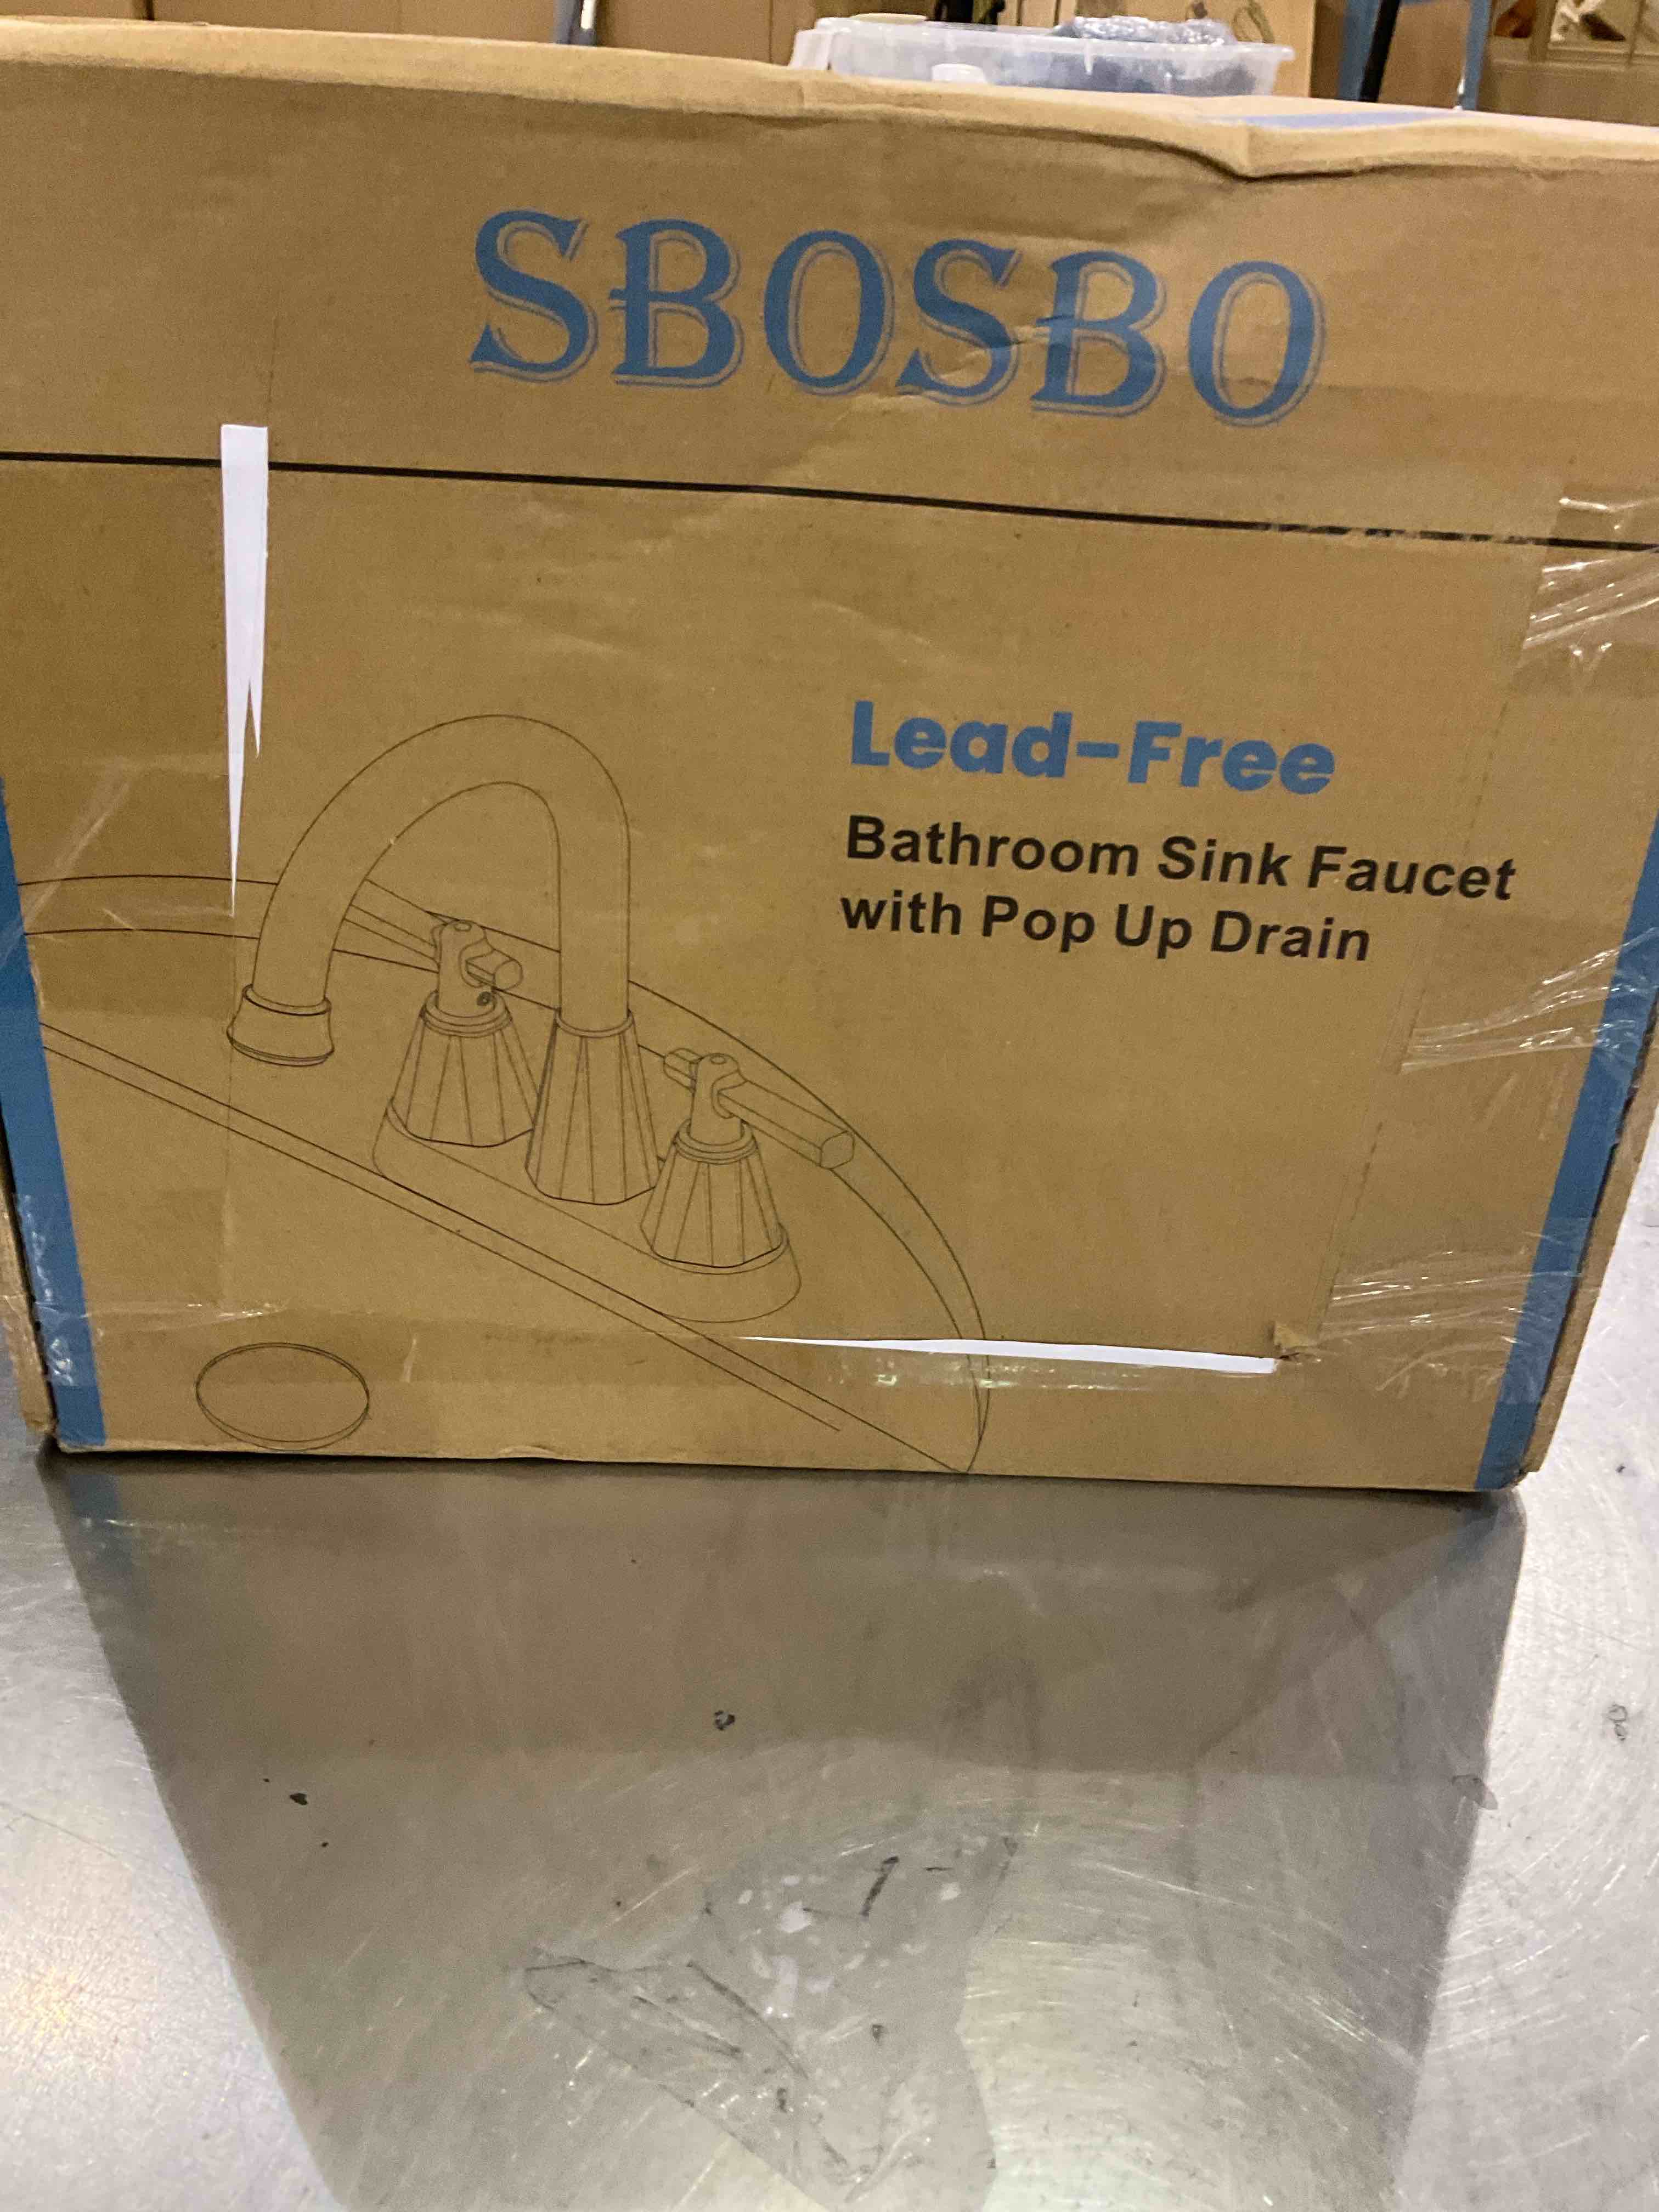 SBOSBO
Lead-Free
Bathroom Sink Faucet
with Pop Up Drain